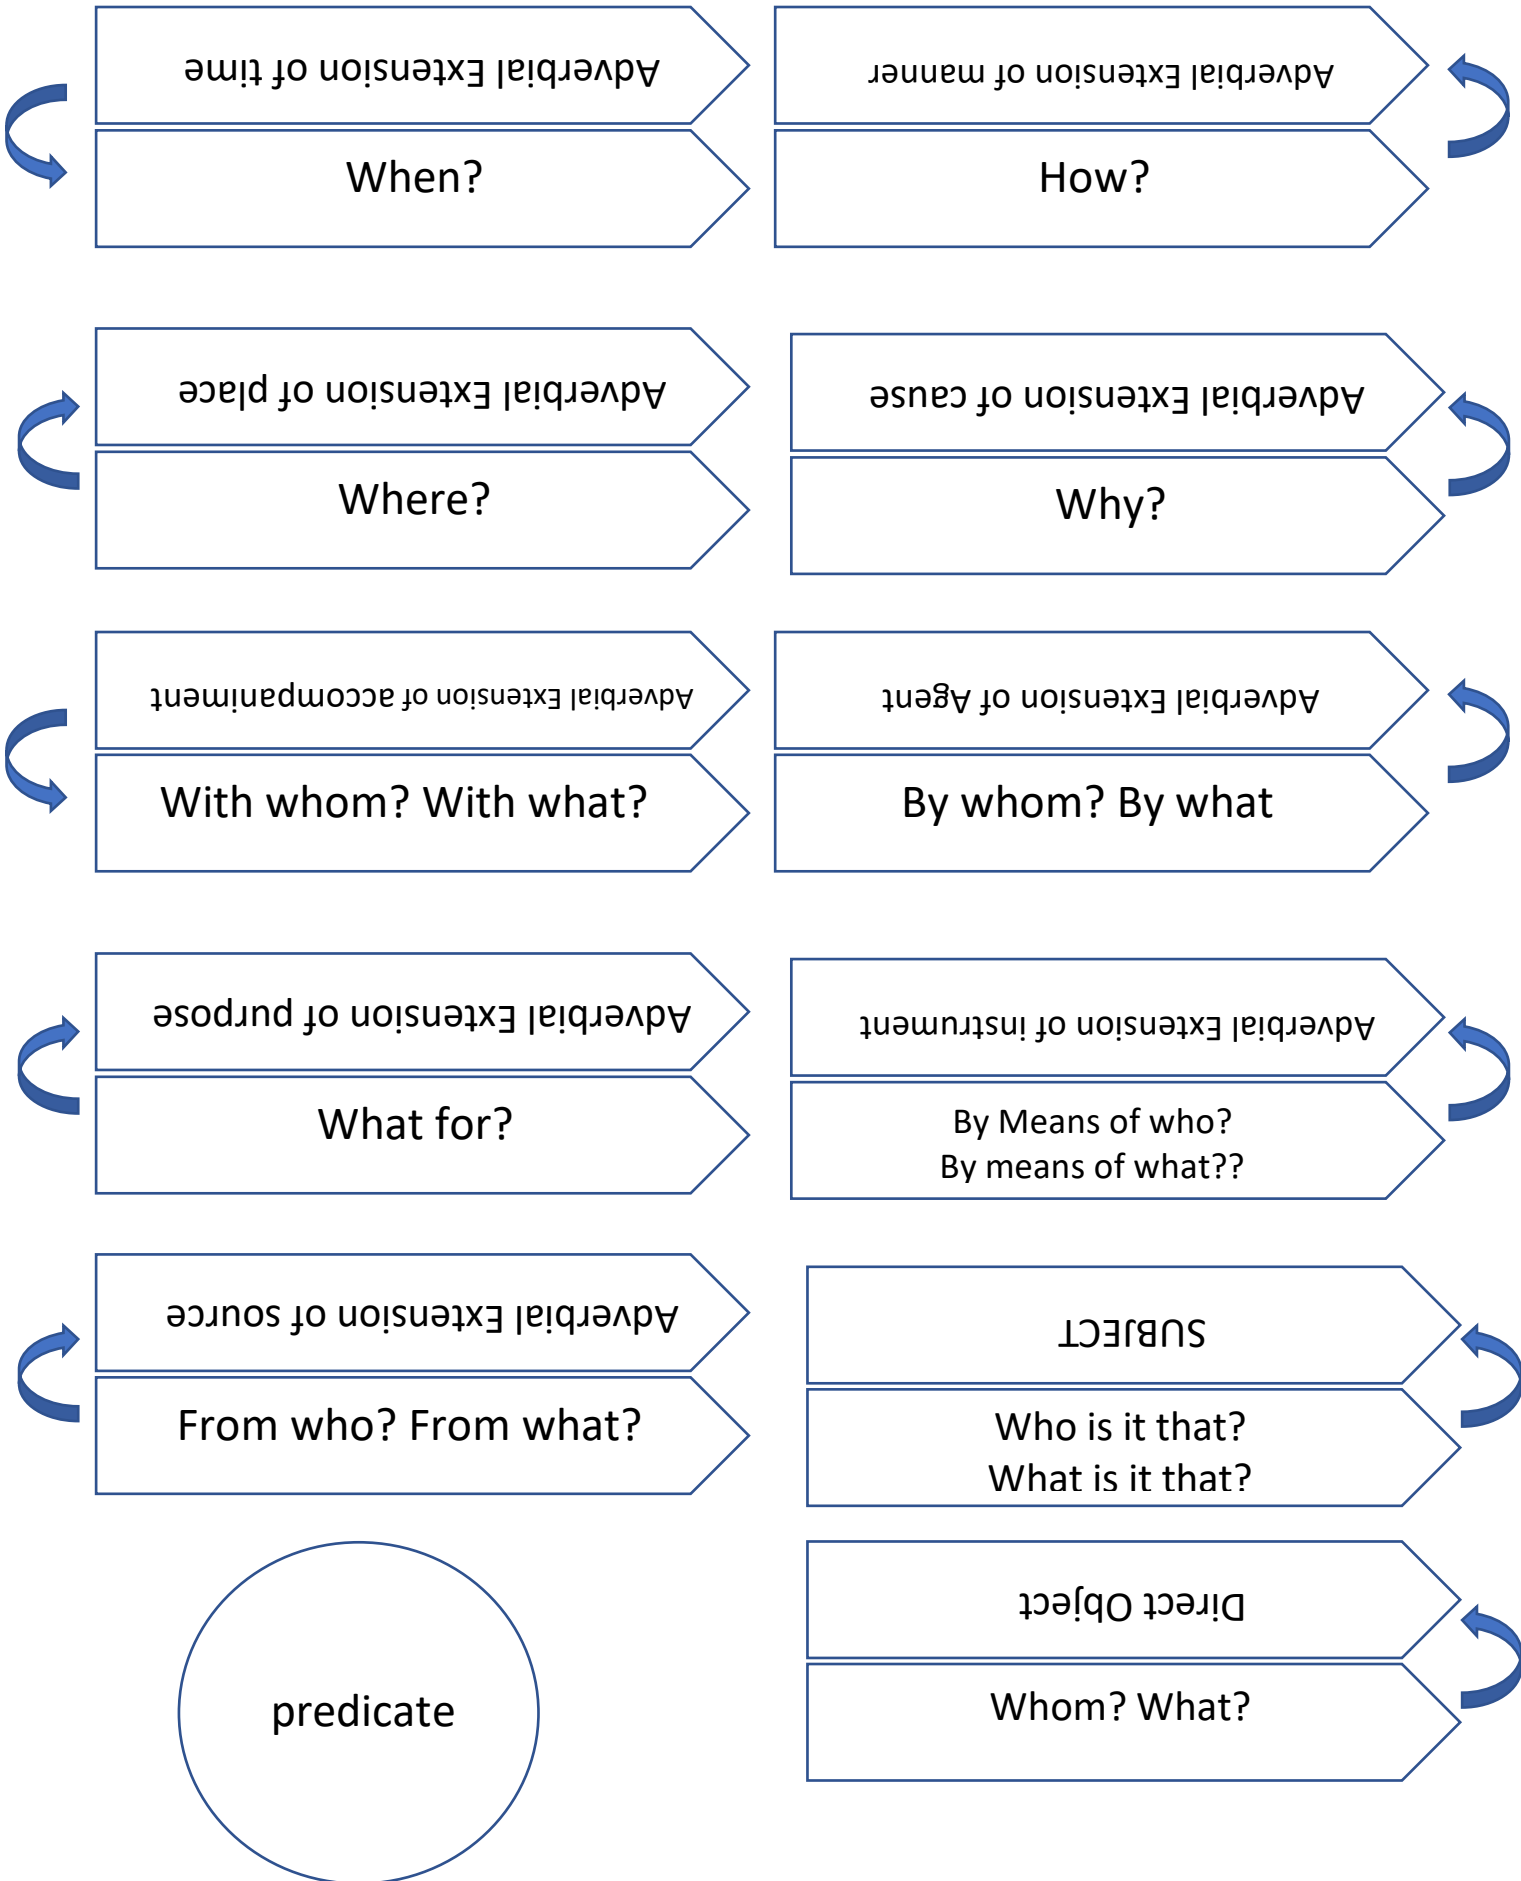 Adverbial Extension of time
When?
Adverbial Extension of manner
How?
Adverbial Extension of place
Where?
Adverbial Extension of cause
Why?
Adverbial Extension of accompaniment
With whom? With what?
Adverbial Extension of Agent
By whom? By what
Adverbial Extension of purpose
What for?
Adverbial Extension of instrument
By Means of who?
By means of what??
Adverbial Extension of source
From who? From what?
SUBJECT
Who is it that?
What is it that?
predicate
Direct Object
Whom? What?